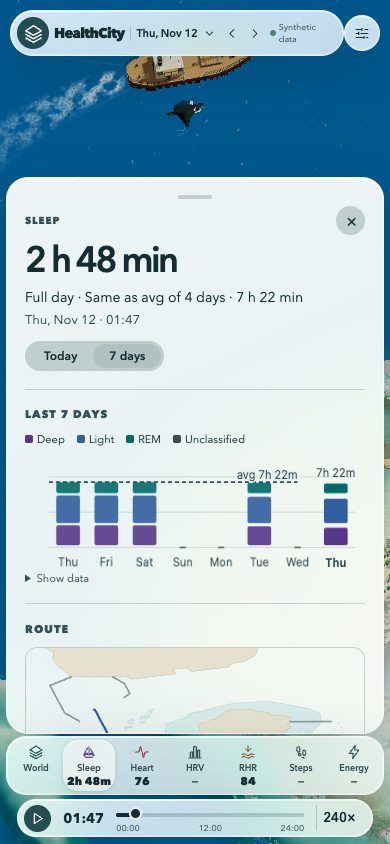 HealthCity
Thu, Nov 12
Synthetic
data
SLEEP
2 h 48 min
Full day · Same as avg of 4 days · 7 h 22 min
Thu, Nov 12 · 01:47
Today
7 days
LAST 7 DAYS
Deep
Light
REM
Unclassified
avg 7h 22m
7h 22m
Thu
Fri
Sat
Sun
Mon
Tue
Wed
Thu
Show data
ROUTE
World
Sleep
2h 48m
Heart
76
HRV
–
RHR
84
Steps
–
Energy
–
01:47
00:00
12:00
24:00
240×